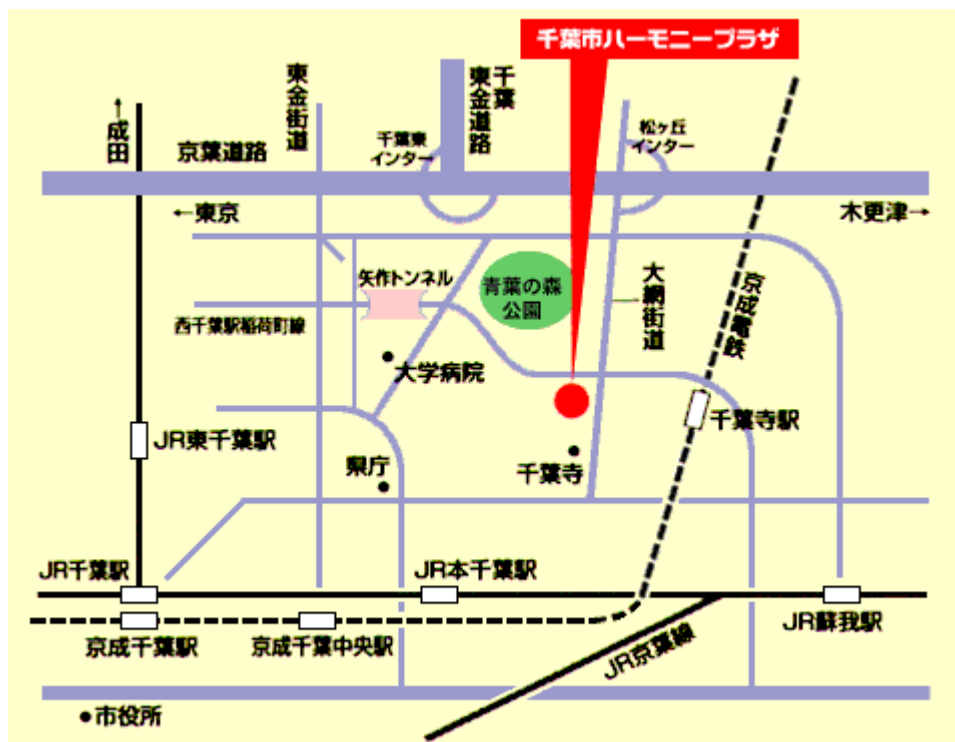 千葉市ハーモニープラザ
←成田
東金街道
千葉
東金道路
千葉東
インター
松ヶ丘
インター
京葉道路
←東京
木更津→
矢作トンネル
青葉の森
公園
大網街道
京成電鉄
西千葉駅稲荷町線
大学病院
JR東千葉駅
千葉寺駅
県庁
千葉寺
JR千葉駅
JR本千葉駅
京成千葉駅
京成千葉中央駅
JR蘇我駅
JR京葉線
市役所